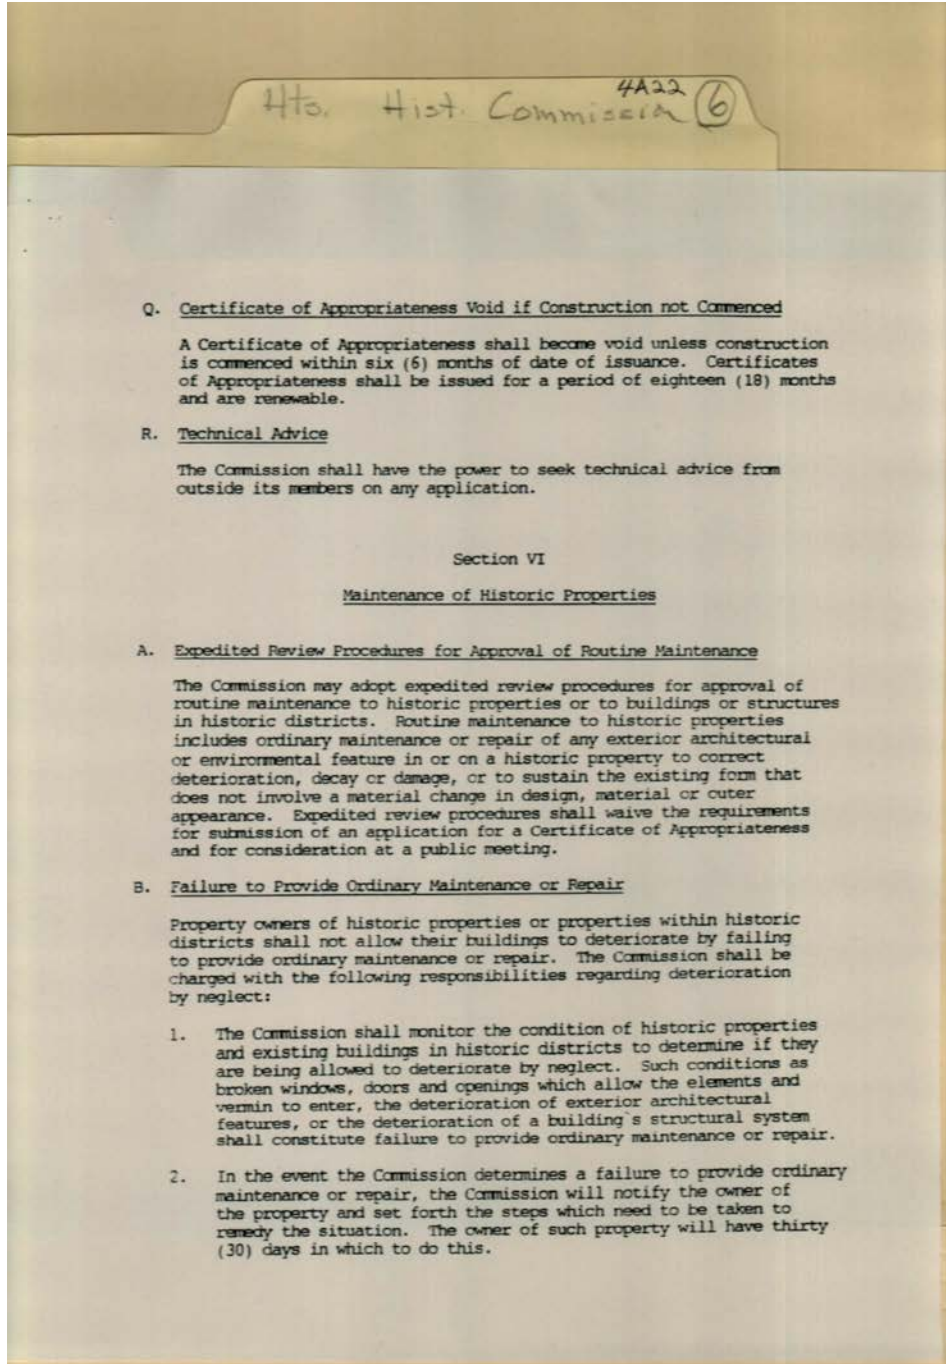 4A22
Hts. Hist. Commission 6
Q. Certificate of Appropriateness Void if Construction not Commenced
A Certificate of Appropriateness shall become void unless construction
is commenced within six (6) months of date of issuance. Certificates
of Appropriateness shall be issued for a period of eighteen (18) months
and are renewable.
R. Technical Advice
The Commission shall have the power to seek technical advice from
outside its members on any application.
Section VI
Maintenance of Historic Properties
A. Expedited Review Procedures for Approval of Routine Maintenance
The Commission may adopt expedited review procedures for approval of
routine maintenance to historic properties or to buildings or structures
in historic districts. Routine maintenance to historic properties
includes ordinary maintenance or repair of any exterior architectural
or environmental feature in or on a historic property to correct
deterioration, decay or damage, or to sustain the existing form that
does not involve a material change in design, material or outer
appearance. Expedited review procedures shall waive the requirements
for submission of an application for a Certificate of Appropriateness
and for consideration at a public meeting.
B. Failure to Provide Ordinary Maintenance or Repair
Property owners of historic properties or properties within historic
districts shall not allow their buildings to deteriorate by failing
to provide ordinary maintenance or repair. The Commission shall be
charged with the following responsibilities regarding deterioration
by neglect:
1. The Commission shall monitor the condition of historic properties
and existing buildings in historic districts to determine if they
are being allowed to deteriorate by neglect. Such conditions as
broken windows, doors and openings which allow the elements and
vermin to enter, the deterioration of exterior architectural
features, or the deterioration of a building's structural system
shall constitute failure to provide ordinary maintenance or repair.
2. In the event the Commission determines a failure to provide ordinary
maintenance or repair, the Commission will notify the owner of
the property and set forth the steps which need to be taken to
remedy the situation. The owner of such property will have thirty
(30) days in which to do this.